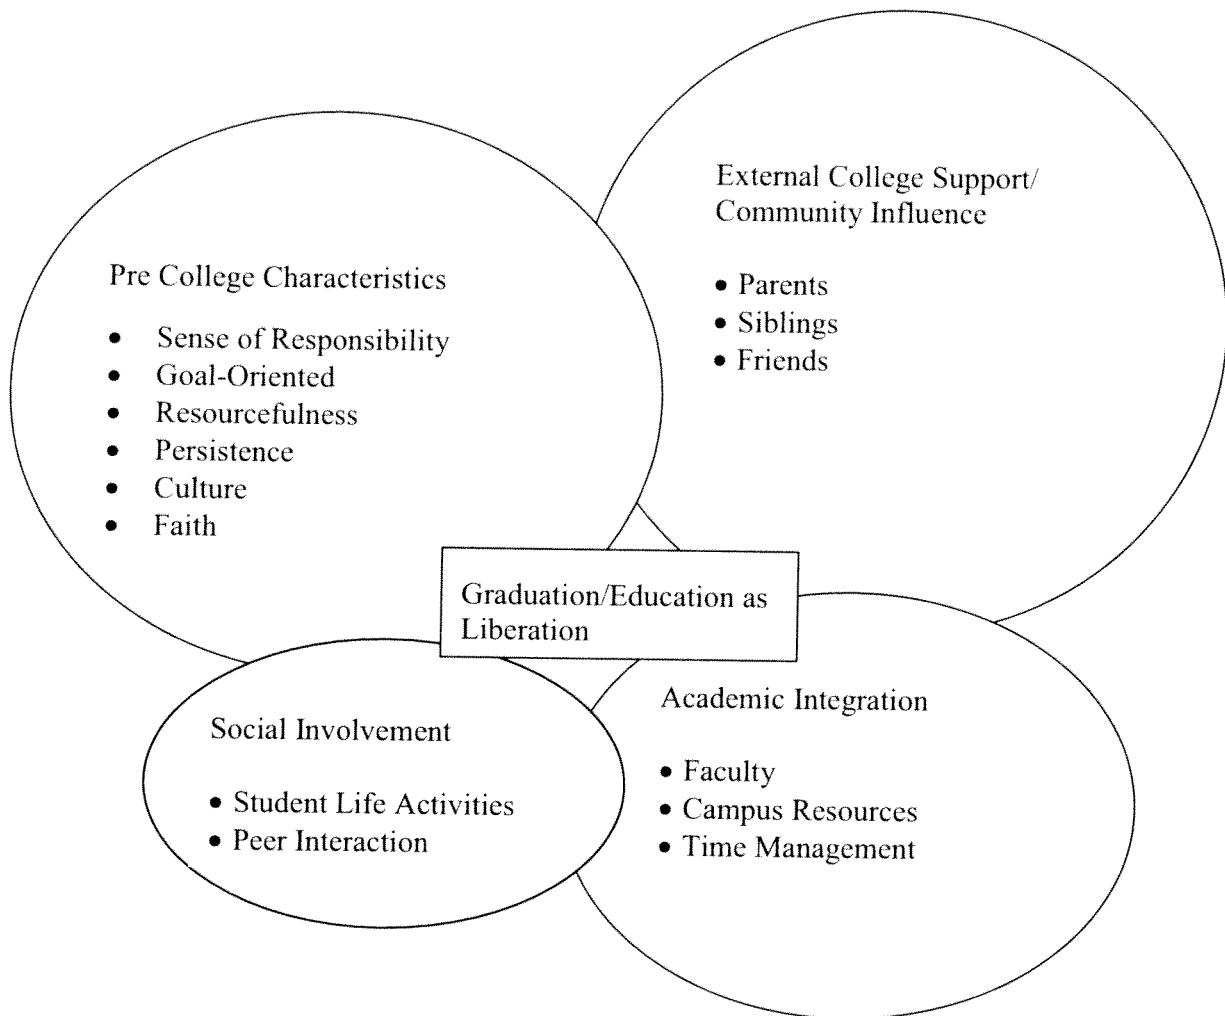 External College Support/
Community Influence
• Parents
• Siblings
• Friends
Pre College Characteristics
• Sense of Responsibility
• Goal-Oriented
• Resourcefulness
• Persistence
• Culture
• Faith
Graduation/Education as
Liberation
Social Involvement
• Student Life Activities
• Peer Interaction
Academic Integration
• Faculty
• Campus Resources
• Time Management